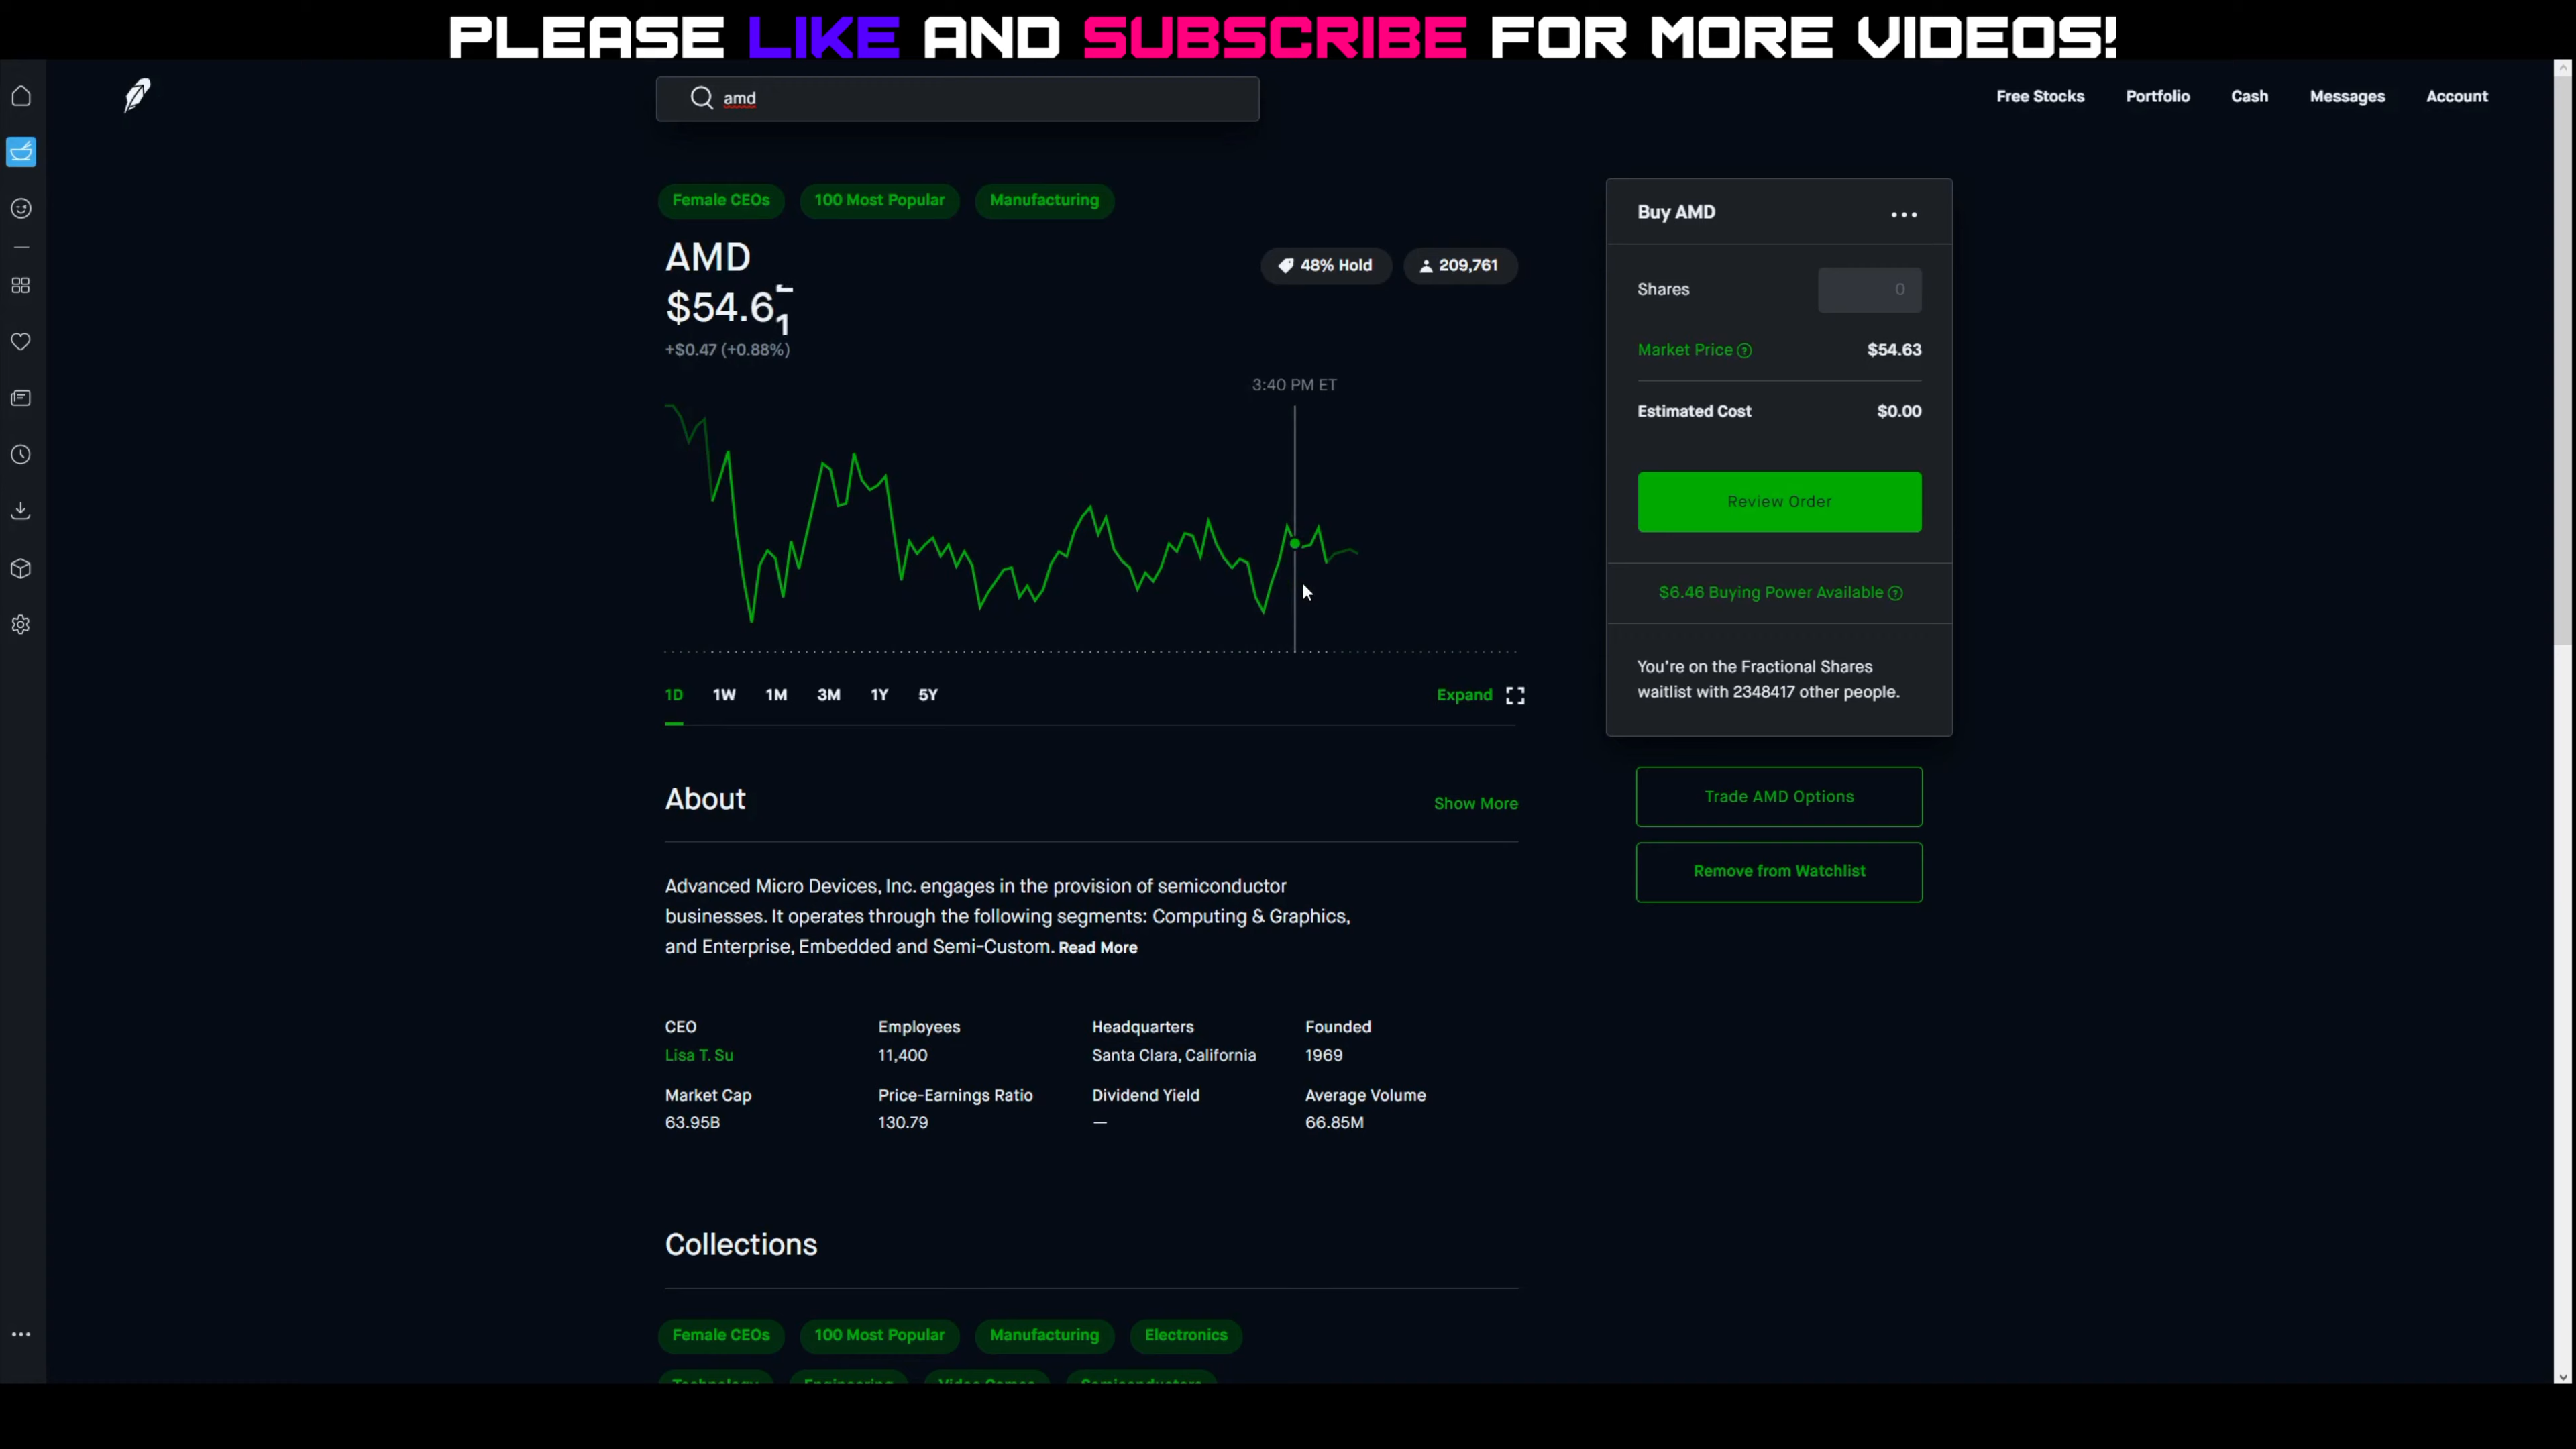 PLEASE LIKE AND SUBSCRIBE FOR MORE VIDEOS!
amd
Free Stocks
Portfolio
Cash
Messages
Account
Female CEOs
100 Most Popular
Manufacturing
AMD
48% Hold
209,761
$54.6
+$0.47 (+0.88%)
3:40 PM ET
1D
1W
1M
3M
1Y
5Y
Expand
Buy AMD
Shares
0
Market Price
$54.63
Estimated Cost
$0.00
Review Order
$6.46 Buying Power Available
You're on the Fractional Shares
waitlist with 2348417 other people.
Trade AMD Options
Remove from Watchlist
About
Show More
Advanced Micro Devices, Inc. engages in the provision of semiconductor
businesses. It operates through the following segments: Computing & Graphics,
and Enterprise, Embedded and Semi-Custom. Read More
CEO
Lisa T. Su
Employees
11,400
Headquarters
Santa Clara, California
Founded
1969
Market Cap
63.95B
Price-Earnings Ratio
130.79
Dividend Yield
—
Average Volume
66.85M
Collections
Female CEOs
100 Most Popular
Manufacturing
Electronics
Technology
Engineering
Video Games
Semiconductors